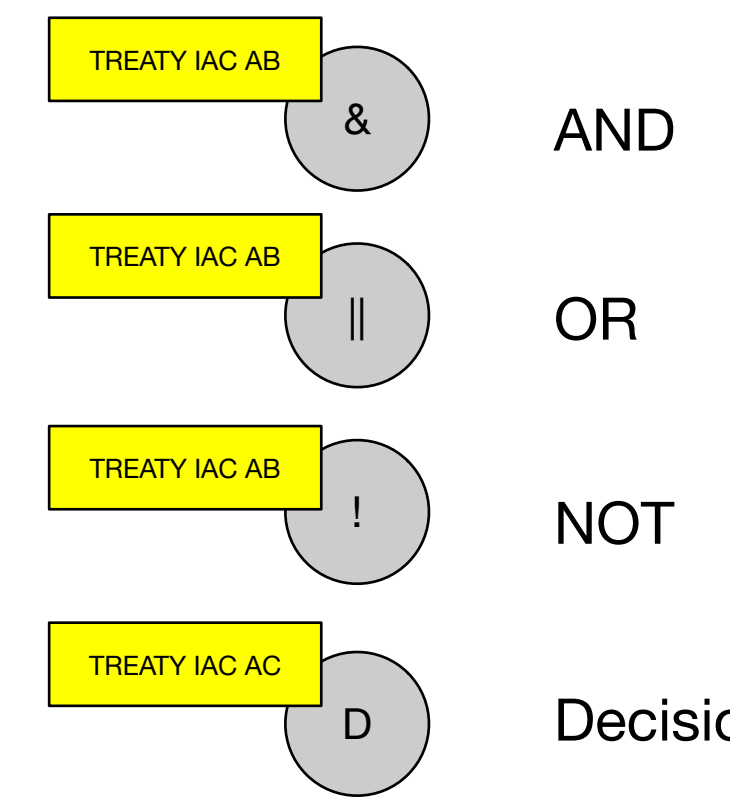 TREATY IAC AB
&
AND
TREATY IAC AB
||
OR
TREATY IAC AB
!
NOT
TREATY IAC AC
D